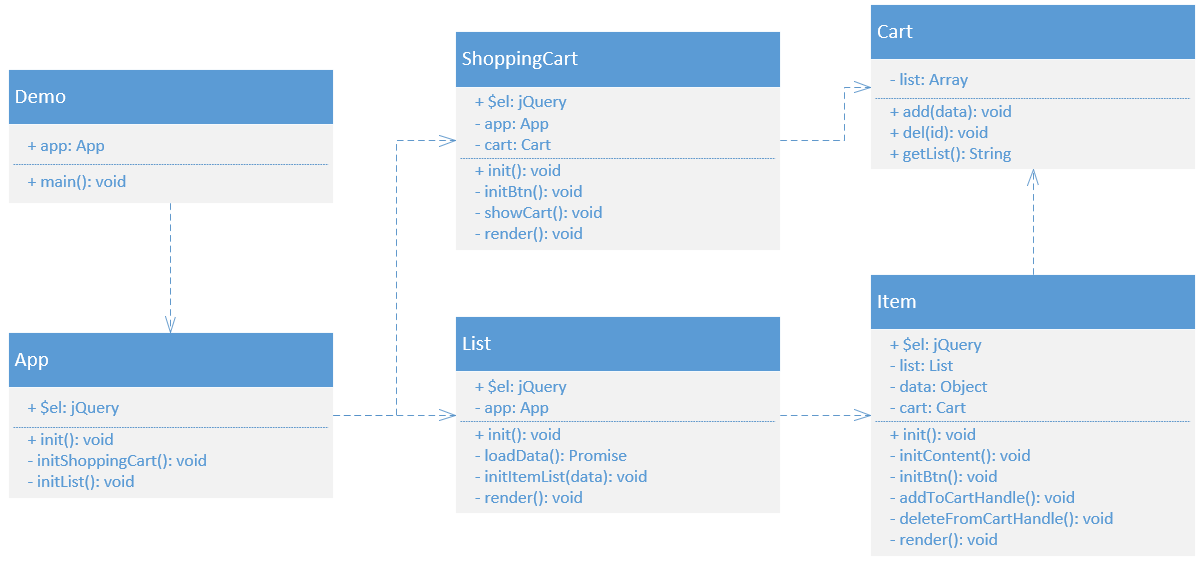 Demo
+ app: App
+ main(): void
App
+ $el: jQuery
+ init(): void
- initShoppingCart(): void
- initList(): void
ShoppingCart
+ $el: jQuery
- app: App
- cart: Cart
+ init(): void
- initBtn(): void
- showCart(): void
- render(): void
List
+ $el: jQuery
- app: App
+ init(): void
- loadData(): Promise
- initItemList(data): void
- render(): void
Cart
- list: Array
+ add(data): void
+ del(id): void
+ getList(): String
Item
+ $el: jQuery
- list: List
- data: Object
- cart: Cart
+ init(): void
- initContent(): void
- initBtn(): void
- addToCartHandle(): void
- deleteFromCartHandle(): void
- render(): void